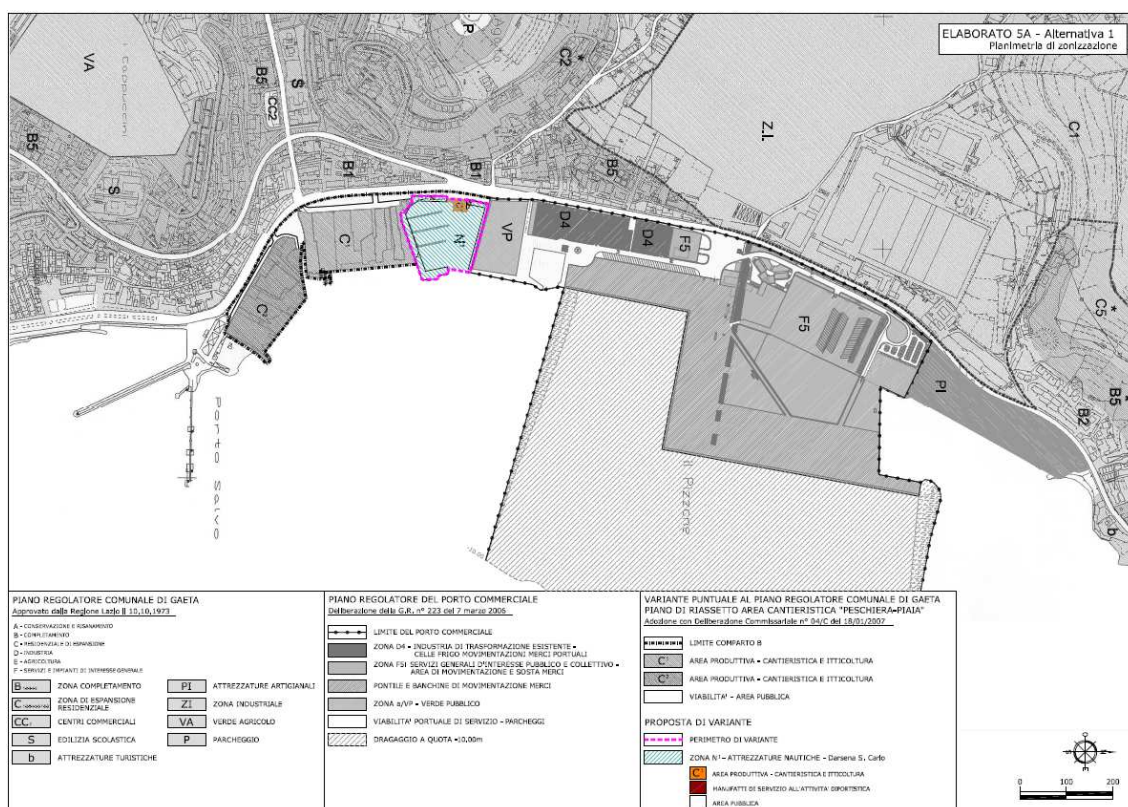 ELABORATO 5A - Alternativa 1
Planimetria di zonizzazione
VA
Cappuccini
B5
CC2
S
P
C2
*
Z.I.
C1
B5
S
B1
B1
B5
C5
*
B5
*
B2
b
C'
C'
N'
VP
D4
D4
F5
F5
PI
Porto Salvo
il Pizzone
-10,00
PIANO REGOLATORE COMUNALE DI GAETA
Approvato dalla Regione Lazio il 10,10,1973
A - CONSERVAZIONE E RISANAMENTO
B - COMPLETAMENTO
C - RESIDENZIALE DI ESPANSIONE
D - INDUSTRIA
E - AGRICOLTURA
F - SERVIZI E IMPIANTI DI INTERESSE GENERALE
B ZONA COMPLETAMENTO
C ZONA DI ESPANSIONE RESIDENZIALE
CC CENTRI COMMERCIALI
S EDILIZIA SCOLASTICA
b ATTREZZATURE TURISTICHE
PI ATTREZZATURE ARTIGIANALI
ZI ZONA INDUSTRIALE
VA VERDE AGRICOLO
P PARCHEGGIO
PIANO REGOLATORE DEL PORTO COMMERCIALE
Deliberazione della G.R. n° 223 del 7 marzo 2006
LIMITE DEL PORTO COMMERCIALE
ZONA D4 - INDUSTRIA DI TRASFORMAZIONE ESISTENTE -
CELLE FRIGO MOVIMENTAZIONI MERCI PORTUALI
ZONA F5 SERVIZI GENERALI D'INTERESSE PUBBLICO E COLLETTIVO -
AREA DI MOVIMENTAZIONE E SOSTA MERCI
PONTILE E BANCHINE DI MOVIMENTAZIONE MERCI
ZONA a/VP - VERDE PUBBLICO
VIABILITA' PORTUALE DI SERVIZIO - PARCHEGGI
DRAGAGGIO A QUOTA -10,00m
VARIANTE PUNTUALE AL PIANO REGOLATORE COMUNALE DI GAETA
PIANO DI RIASSETTO AREA CANTIERISTICA "PESCHIERA-PIAIA"
Adozione con Deliberazione Commissariale n° 04/C del 18/01/2007
LIMITE COMPARTO B
AREA PRODUTTIVA - CANTIERISTICA E ITTICOLTURA
AREA PRODUTTIVA - CANTIERISTICA E ITTICOLTURA
VIABILITA' - AREA PUBBLICA
PROPOSTA DI VARIANTE
PERIMETRO DI VARIANTE
ZONA N' - ATTREZZATURE NAUTICHE - Darsena S. Carlo
AREA PRODUTTIVA - CANTIERISTICA E ITTICOLTURA
MANUFATTI DI SERVIZIO ALL'ATTIVITA' DIPORTISTICA
AREA PUBBLICA
0 100 200